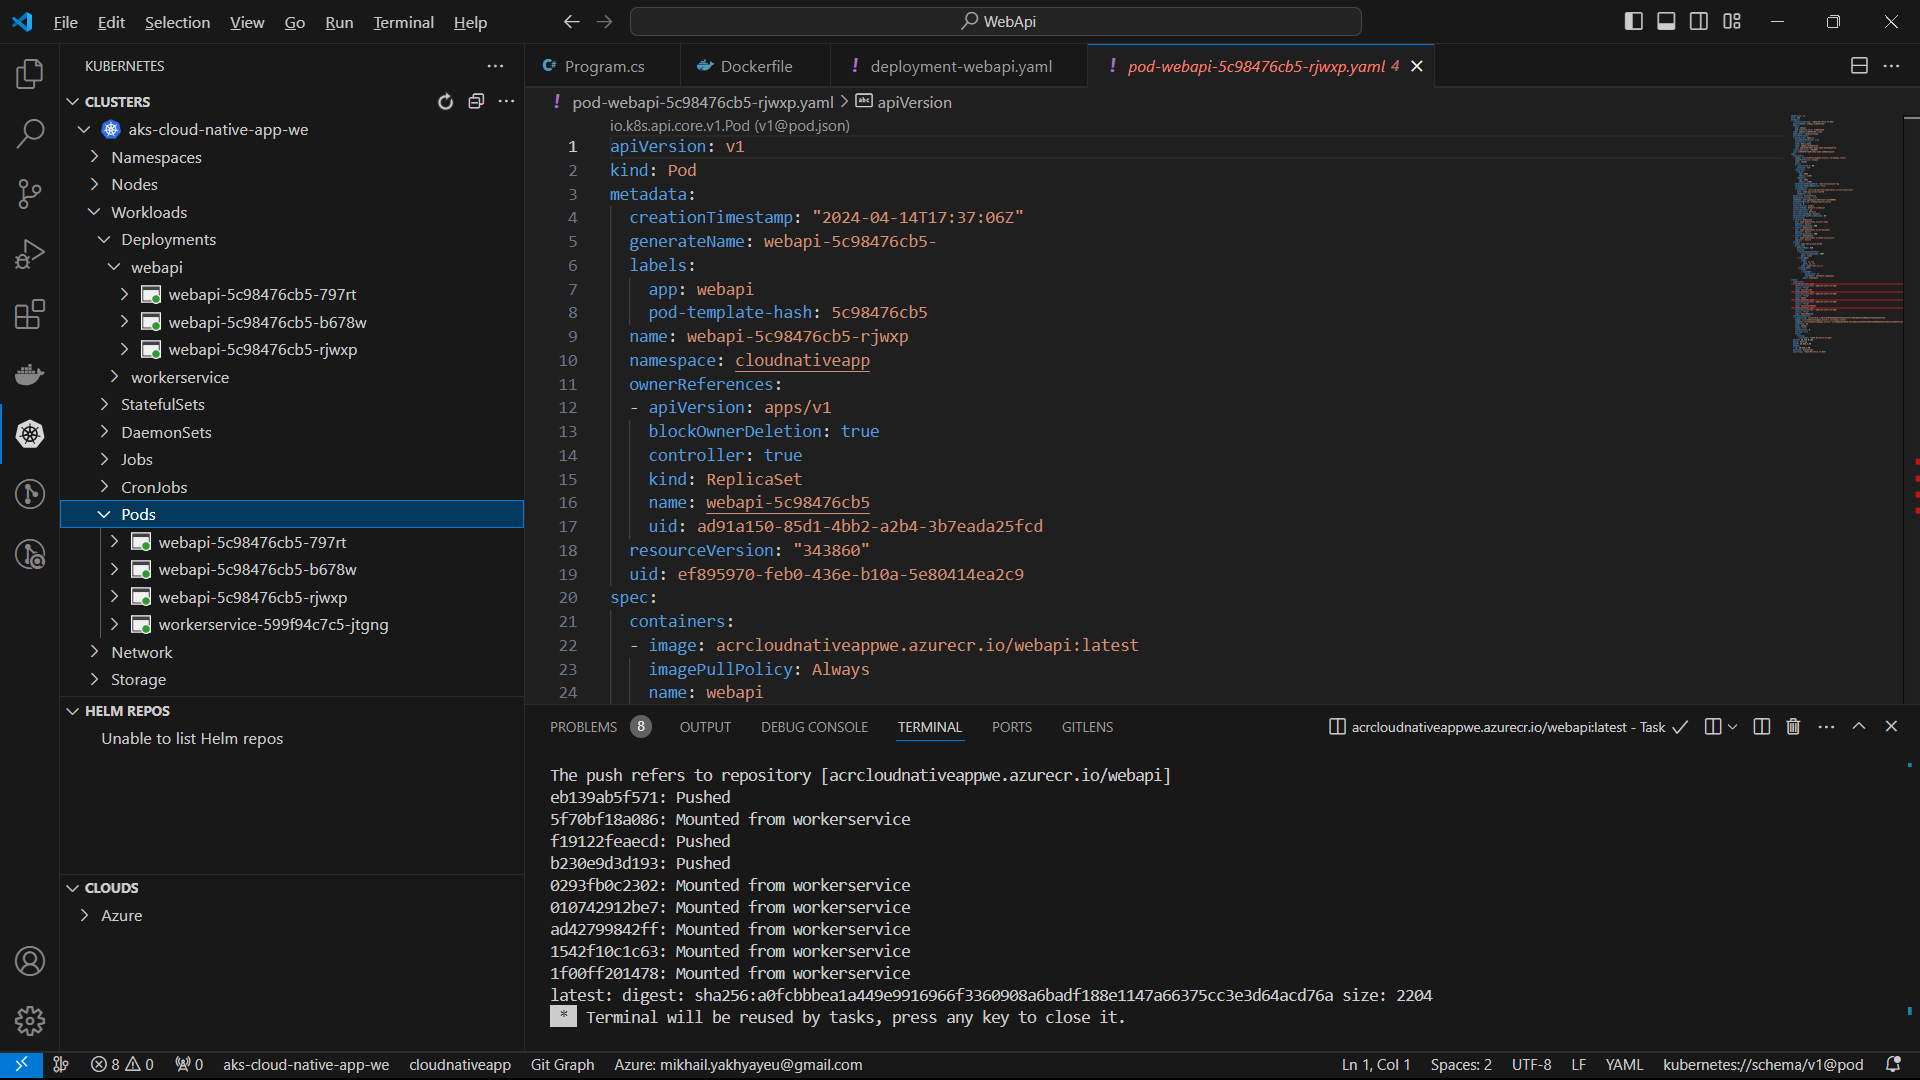 File Edit Selection View Go Run Terminal Help
WebApi
KUBERNETES
CLUSTERS
aks-cloud-native-app-we
Namespaces
Nodes
Workloads
Deployments
webapi
webapi-5c98476cb5-797rt
webapi-5c98476cb5-b678w
webapi-5c98476cb5-rjwxp
workerservice
StatefulSets
DaemonSets
Jobs
CronJobs
Pods
webapi-5c98476cb5-797rt
webapi-5c98476cb5-b678w
webapi-5c98476cb5-rjwxp
workerservice-599f94c7c5-jtgng
Network
Storage
HELM REPOS
Unable to list Helm repos
CLOUDS
Azure
Program.cs Dockerfile deployment-webapi.yaml pod-webapi-5c98476cb5-rjwxp.yaml 4
pod-webapi-5c98476cb5-rjwxp.yaml > apiVersion
io.k8s.api.core.v1.Pod (v1@pod.json)
1 apiVersion: v1
2 kind: Pod
3 metadata:
4 creationTimestamp: "2024-04-14T17:37:06Z"
5 generateName: webapi-5c98476cb5-
6 labels:
7 app: webapi
8 pod-template-hash: 5c98476cb5
9 name: webapi-5c98476cb5-rjwxp
10 namespace: cloudnativeapp
11 ownerReferences:
12 - apiVersion: apps/v1
13 blockOwnerDeletion: true
14 controller: true
15 kind: ReplicaSet
16 name: webapi-5c98476cb5
17 uid: ad91a150-85d1-4bb2-a2b4-3b7eada25fcd
18 resourceVersion: "343860"
19 uid: ef895970-feb0-436e-b10a-5e80414ea2c9
20 spec:
21 containers:
22 - image: acrcloudnativeappwe.azurecr.io/webapi:latest
23 imagePullPolicy: Always
24 name: webapi
PROBLEMS 8 OUTPUT DEBUG CONSOLE TERMINAL PORTS GITLENS
acrcloudnativeappwe.azurecr.io/webapi:latest - Task
The push refers to repository [acrcloudnativeappwe.azurecr.io/webapi]
eb139ab5f571: Pushed
5f70bf18a086: Mounted from workerservice
f19122feaecd: Pushed
b230e9d3d193: Pushed
0293fb0c2302: Mounted from workerservice
010742912be7: Mounted from workerservice
ad42799842ff: Mounted from workerservice
1542f10c1c63: Mounted from workerservice
1f00ff201478: Mounted from workerservice
latest: digest: sha256:a0fcbbbea1a449e9916966f3360908a6badf188e1147a66375cc3e3d64acd76a size: 2204
* Terminal will be reused by tasks, press any key to close it.
8 0 0 aks-cloud-native-app-we cloudnativeapp Git Graph Azure: mikhail.yakhyayeu@gmail.com Ln 1, Col 1 Spaces: 2 UTF-8 LF YAML kubernetes://schema/v1@pod